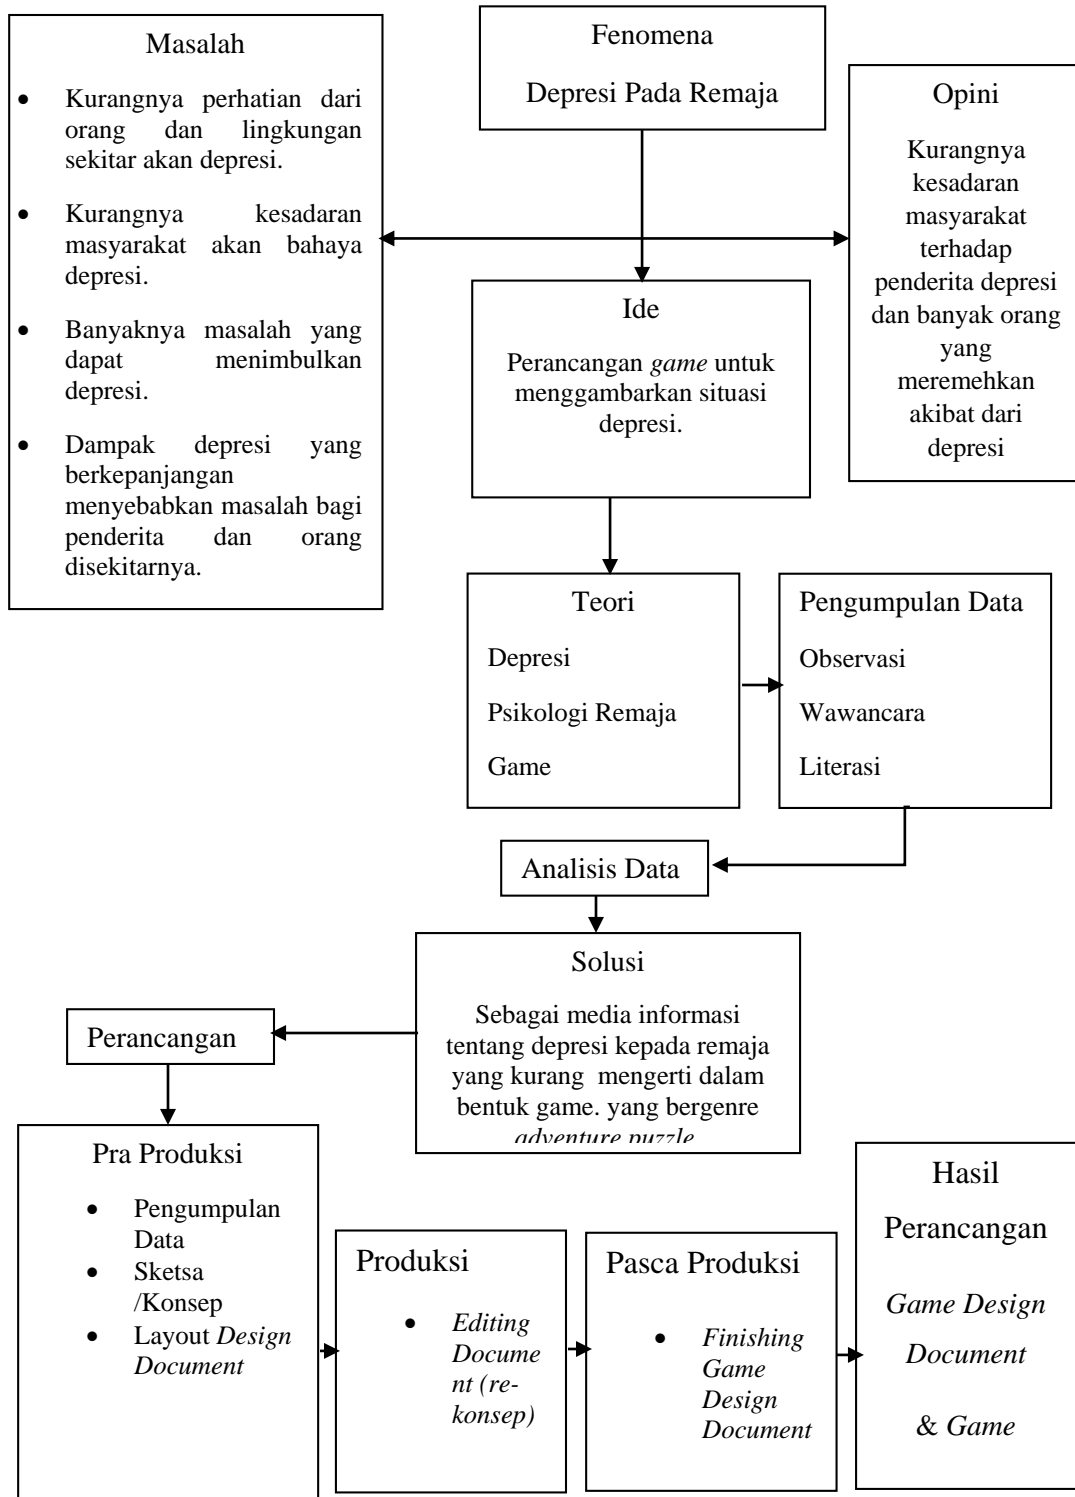 Masalah
• Kurangnya perhatian dari
orang dan lingkungan
sekitar akan depresi.
• Kurangnya kesadaran
masyarakat akan bahaya
depresi.
• Banyaknya masalah yang
dapat menimbulkan
depresi.
• Dampak depresi yang
berkepanjangan
menyebabkan masalah bagi
penderita dan orang
disekitarnya.
Fenomena
Depresi Pada Remaja
Opini
Kurangnya
kesadaran
masyarakat
terhadap
penderita depresi
dan banyak orang
yang
meremehkan
akibat dari
depresi
Ide
Perancangan game untuk
menggambarkan situasi
depresi.
Teori
Depresi
Psikologi Remaja
Game
Pengumpulan Data
Observasi
Wawancara
Literasi
Analisis Data
Solusi
Sebagai media informasi
tentang depresi kepada remaja
yang kurang mengerti dalam
bentuk game. yang bergenre
adventure puzzle
Perancangan
Pra Produksi
• Pengumpulan
Data
• Sketsa
/Konsep
• Layout Design
Document
Produksi
• Editing
Docume
nt (re-
konsep)
Pasca Produksi
• Finishing
Game
Design
Document
Hasil
Perancangan
Game Design
Document
& Game